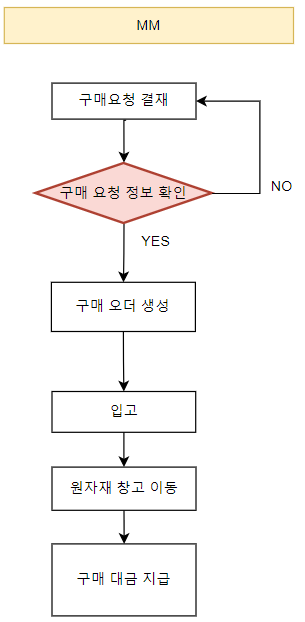 MM
구매요청 결재
구매 요청 정보 확인
NO
YES
구매 오더 생성
입고
원자재 창고 이동
구매 대금 지급